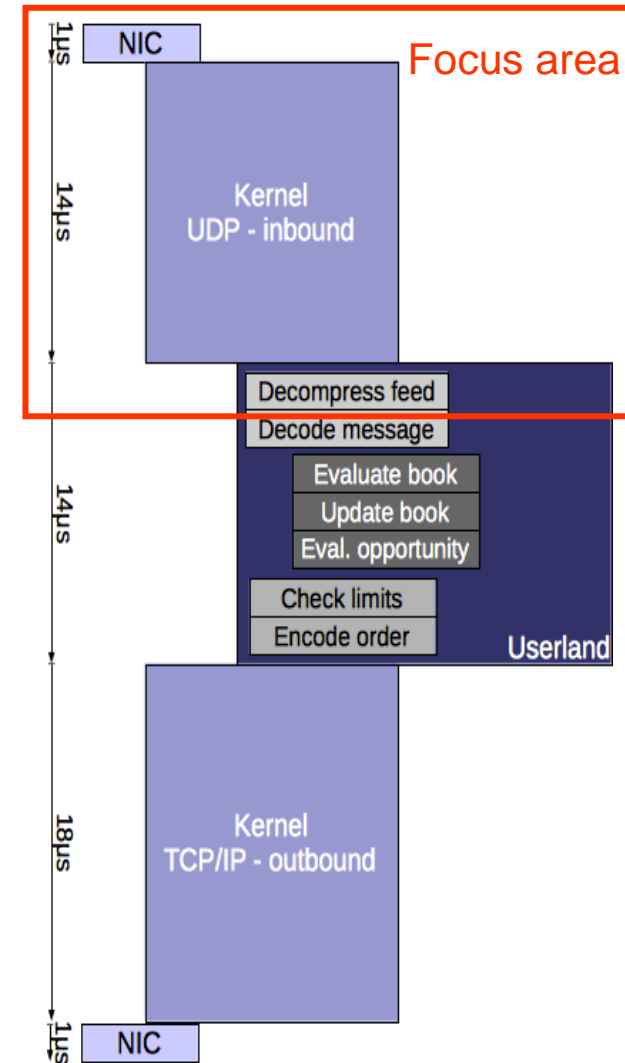 1μs
NIC
Focus area
14μs
Kernel
UDP - inbound
Decompress feed
Decode message
14μs
Evaluate book
Update book
Eval. opportunity
Check limits
Encode order
Userland
18μs
Kernel
TCP/IP - outbound
1μs
NIC